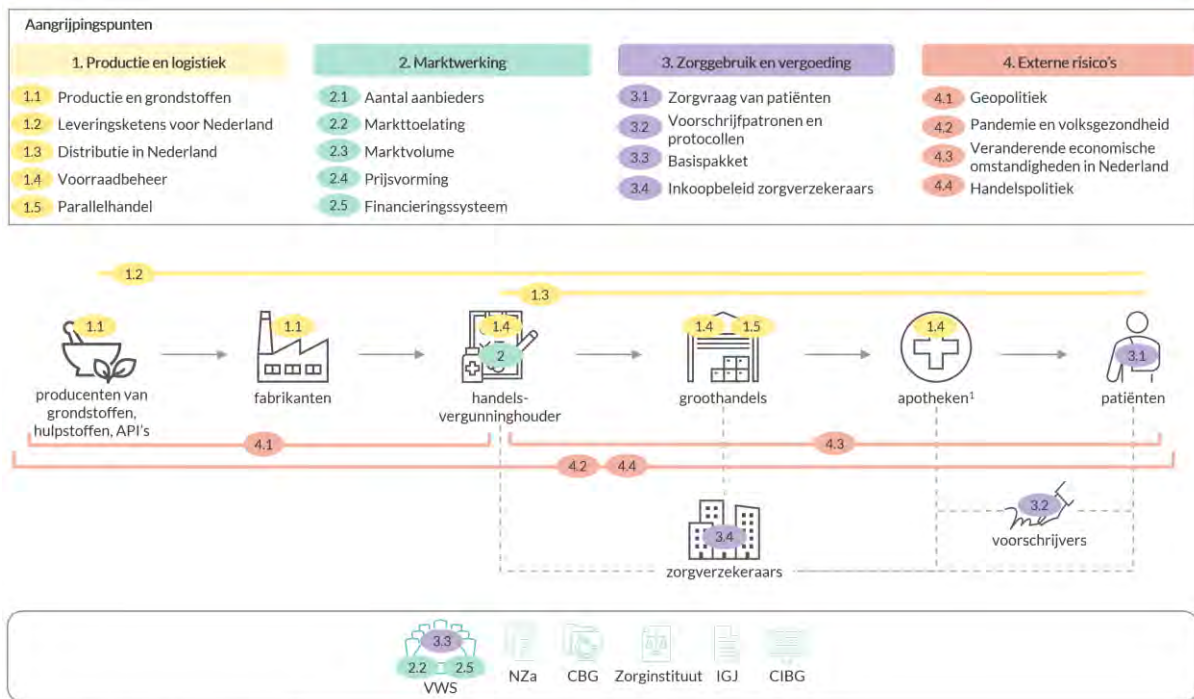 Aangrijpingspunten
1. Productie en logistiek
1.1 Productie en grondstoffen
1.2 Leveringsketens voor Nederland
1.3 Distributie in Nederland
1.4 Voorraadbeheer
1.5 Parallelhandel
2. Marktwerking
2.1 Aantal aanbieders
2.2 Markttoelating
2.3 Marktvolume
2.4 Prijsvorming
2.5 Financieringssysteem
3. Zorggebruik en vergoeding
3.1 Zorgvraag van patiënten
3.2 Voorschrijfpatronen en
protocollen
3.3 Basispakket
3.4 Inkoopbeleid zorgverzekeraars
4. Externe risico's
4.1 Geopolitiek
4.2 Pandemie en volksgezondheid
4.3 Veranderende economische
omstandigheden in Nederland
4.4 Handelspolitiek
1.2
1.3
1.1
1.1
1.4
2
1.4 1.5
1.4
3.1
producenten van
grondstoffen,
hulpstoffen, API's
fabrikanten
handels-
vergunninghouder
groothandels
apotheken¹
patiënten
4.1
4.3
4.2 4.4
3.4
zorgverzekeraars
3.2
voorschrijvers
3.3
2.2 2.5
VWS
NZa
CBG
Zorginstituut
IGJ
CIBG